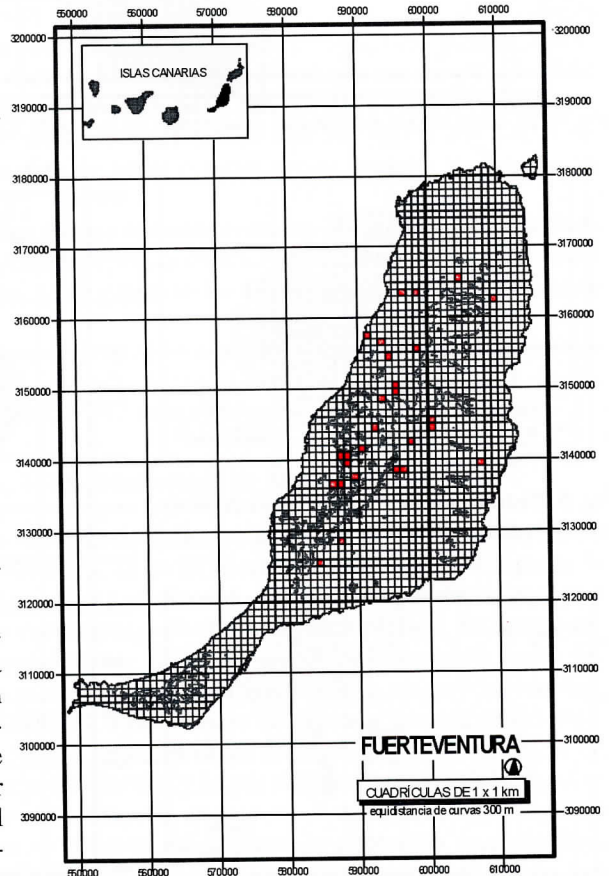 550000 560000 570000 580000 590000 600000 610000
3200000 3200000
ISLAS CANARIAS
3190000 3190000
3180000 3180000
3170000 3170000
3160000 3160000
3150000 3150000
3140000 3140000
3130000 3130000
3120000 3120000
3110000 3110000
3100000 3100000
FUERTEVENTURA
CUADRÍCULAS DE 1 x 1 km
equidistancia de curvas 300 m
3090000 3090000
550000 560000 570000 580000 590000 600000 610000